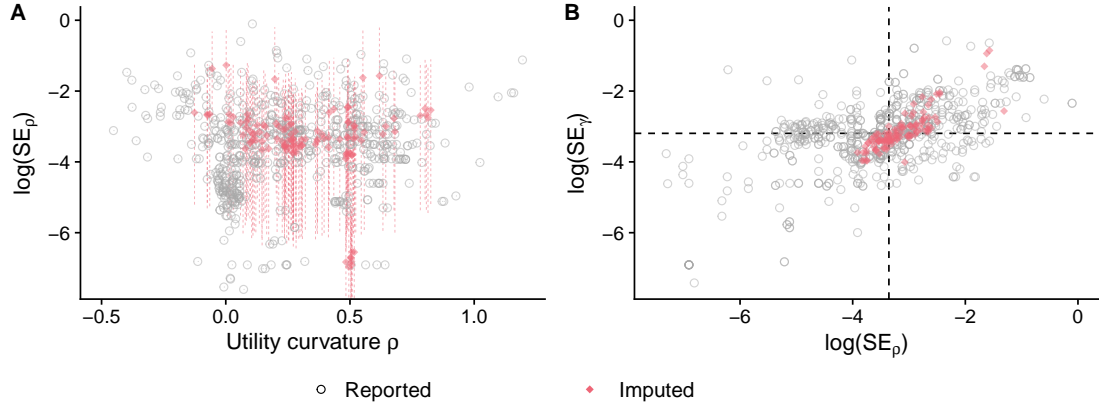 A
B
0
−2
−4
−6
log(SEρ)
−0.5
0.0
0.5
1.0
Utility curvature ρ
0
−2
−4
−6
log(SEγ)
−6
−4
−2
0
log(SEρ)
Reported
Imputed